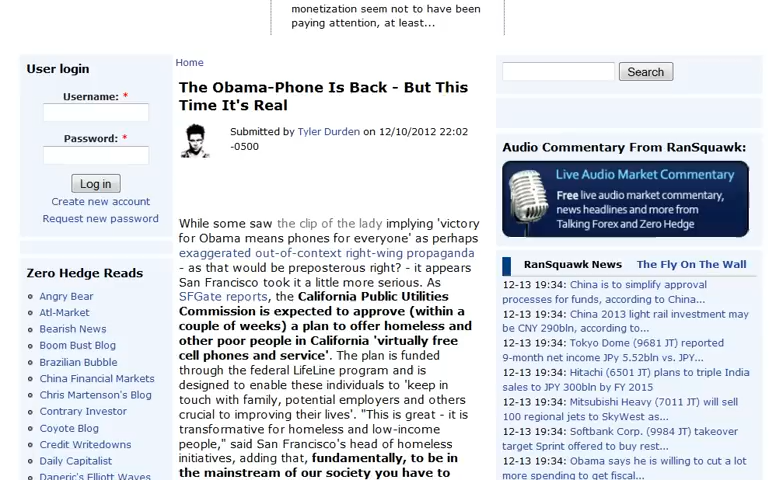 monetization seem not to have been
paying attention, at least...
User login
Username: *
Password: *
Log in
Create new account
Request new password
Zero Hedge Reads
Angry Bear
Atl-Market
Bearish News
Boom Bust Blog
Brazilian Bubble
China Financial Markets
Chris Martenson's Blog
Contrary Investor
Coyote Blog
Credit Writedowns
Daily Capitalist
Daneric's Elliott Waves
Home
The Obama-Phone Is Back - But This
Time It's Real
Submitted by Tyler Durden on 12/10/2012 22:02
-0500
While some saw the clip of the lady implying 'victory
for Obama means phones for everyone' as perhaps
exaggerated out-of-context right-wing propaganda
- as that would be preposterous right? - it appears
San Francisco took it a little more serious. As
SFGate reports, the California Public Utilities
Commission is expected to approve (within a
couple of weeks) a plan to offer homeless and
other poor people in California 'virtually free
cell phones and service'. The plan is funded
through the federal LifeLine program and is
designed to enable these individuals to 'keep in
touch with family, potential employers and others
crucial to improving their lives'. "This is great - it is
transformative for homeless and low-income
people," said San Francisco's head of homeless
initiatives, adding that, fundamentally, to be in
the mainstream of our society you have to
Search
Audio Commentary From RanSquawk:
Live Audio Market Commentary
Free live audio market commentary,
news headlines and more from
Talking Forex and Zero Hedge
RanSquawk News The Fly On The Wall
12-13 19:34: China is to simplify approval
processes for funds, according to China...
12-13 19:34: China 2013 light rail investment may
be CNY 290bln, according to...
12-13 19:34: Tokyo Dome (9681 JT) reported
9-month net income JPY 5.52bln vs. JPY...
12-13 19:34: Hitachi (6501 JT) plans to triple India
sales to JPY 300bln by FY 2015
12-13 19:34: Mitsubishi Heavy (7011 JT) will sell
100 regional jets to SkyWest as...
12-13 19:34: Softbank Corp. (9984 JT) takeover
target Sprint offered to buy rest...
12-13 19:34: Obama says he is willing to cut a lot
more spending to get fiscal...